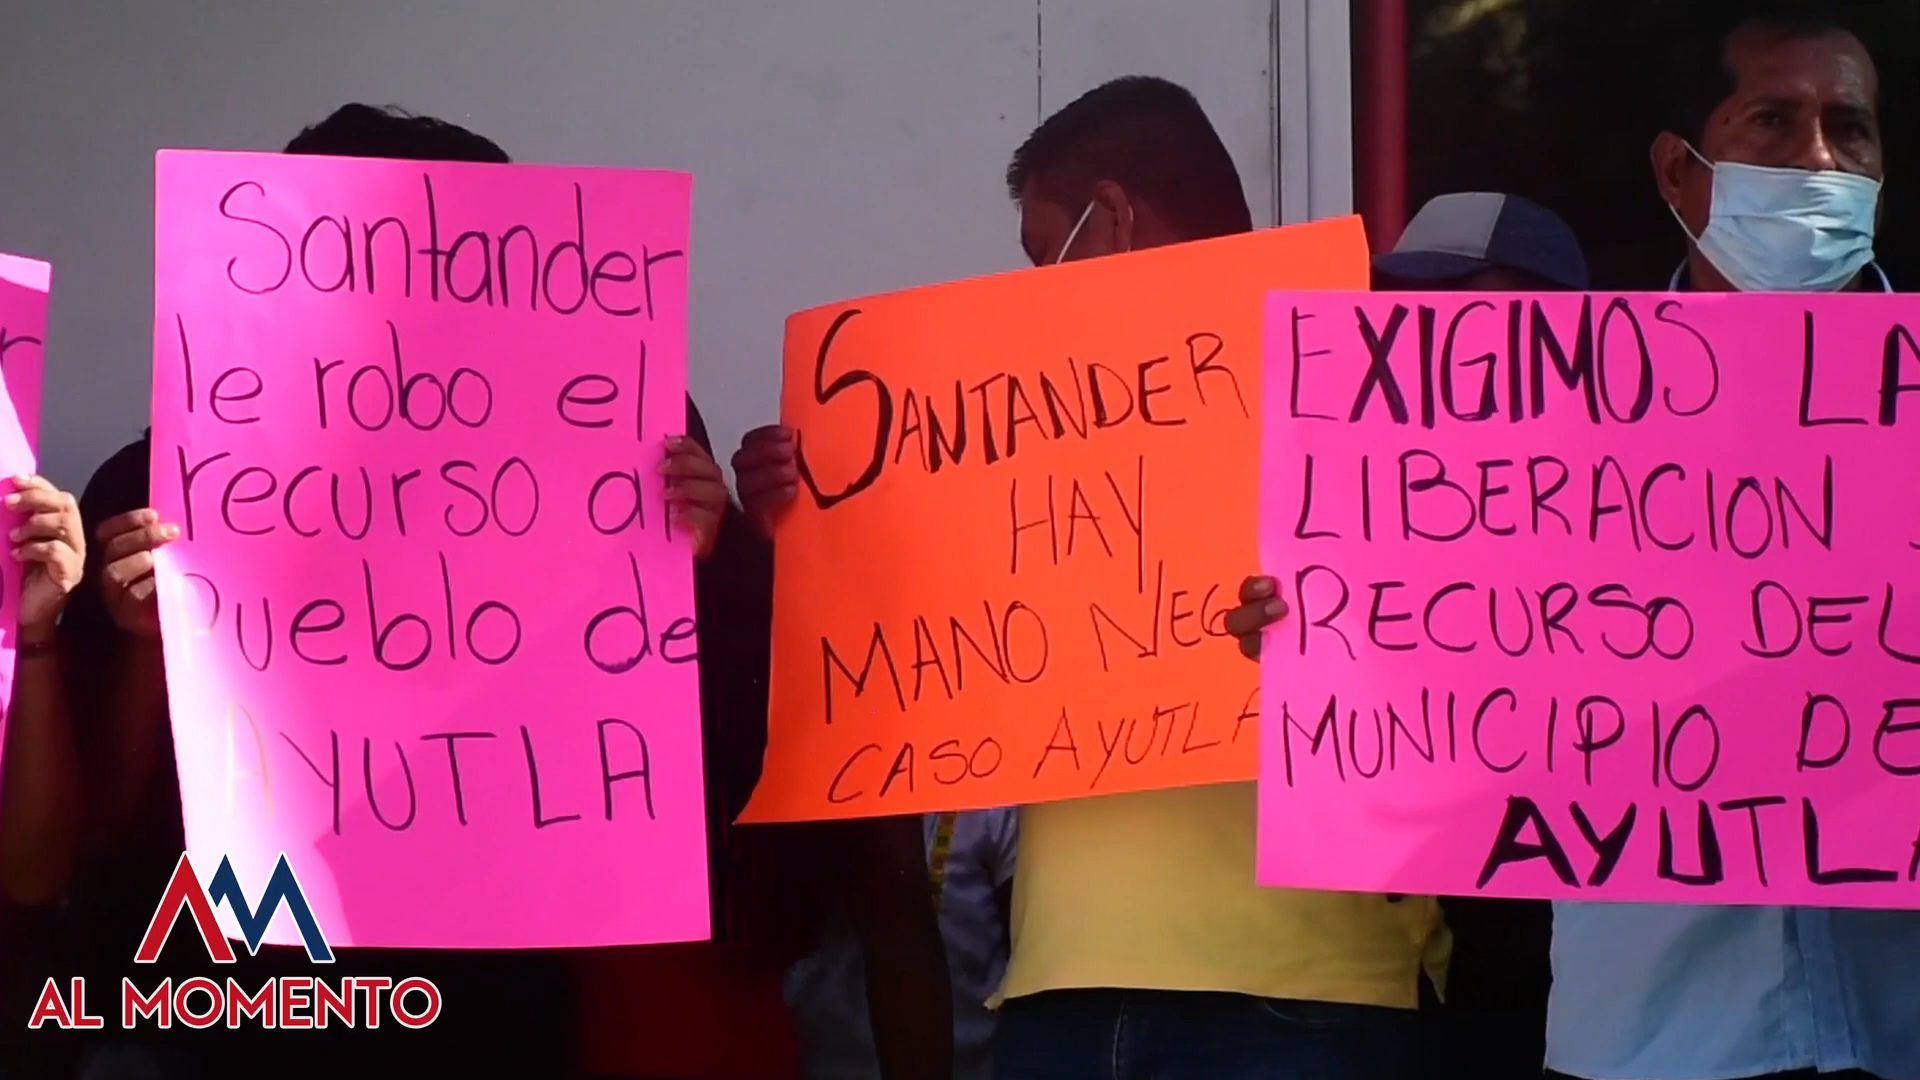 Santander
le robo el
recurso al
Pueblo de
AYUTLA
SANTANDER
HAY
MANO NEG
CASO AYUTLA
EXIGIMOS LA
LIBERACION
RECURSO DEL
MUNICIPIO DE
AYUTLA
AL MOMENTO